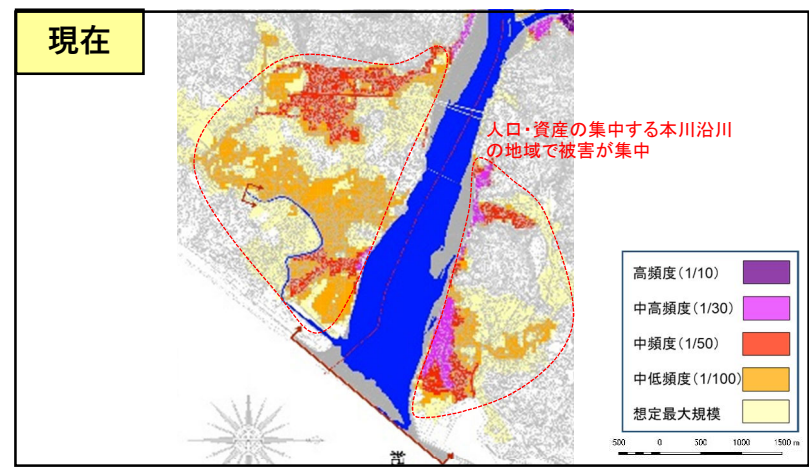 現在
人口・資産の集中する本川沿川
の地域で被害が集中
高頻度(1/10)
中高頻度(1/30)
中頻度(1/50)
中低頻度(1/100)
想定最大規模
500 0 500 1000 1500 m
紀